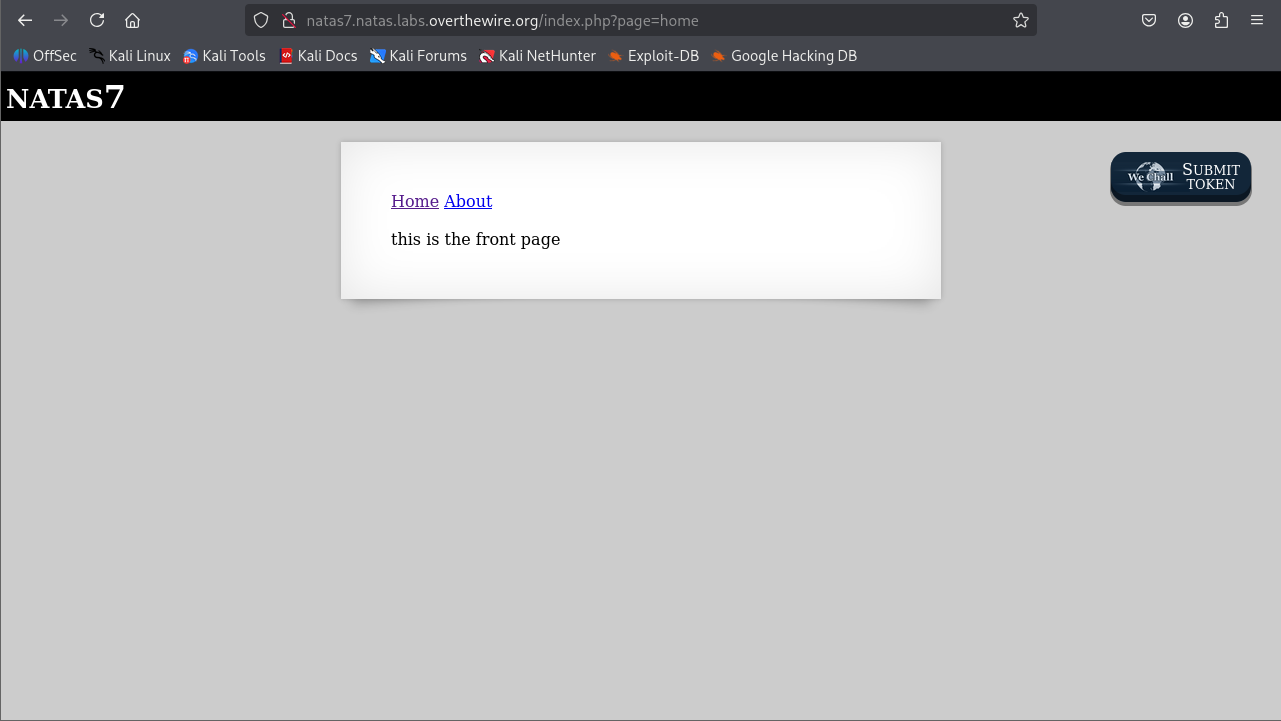 natas7.natas.labs.overthewire.org/index.php?page=home
OffSec Kali Linux Kali Tools Kali Docs Kali Forums Kali NetHunter Exploit-DB Google Hacking DB
NATAS7
We Chall SUBMIT TOKEN
Home About
this is the front page